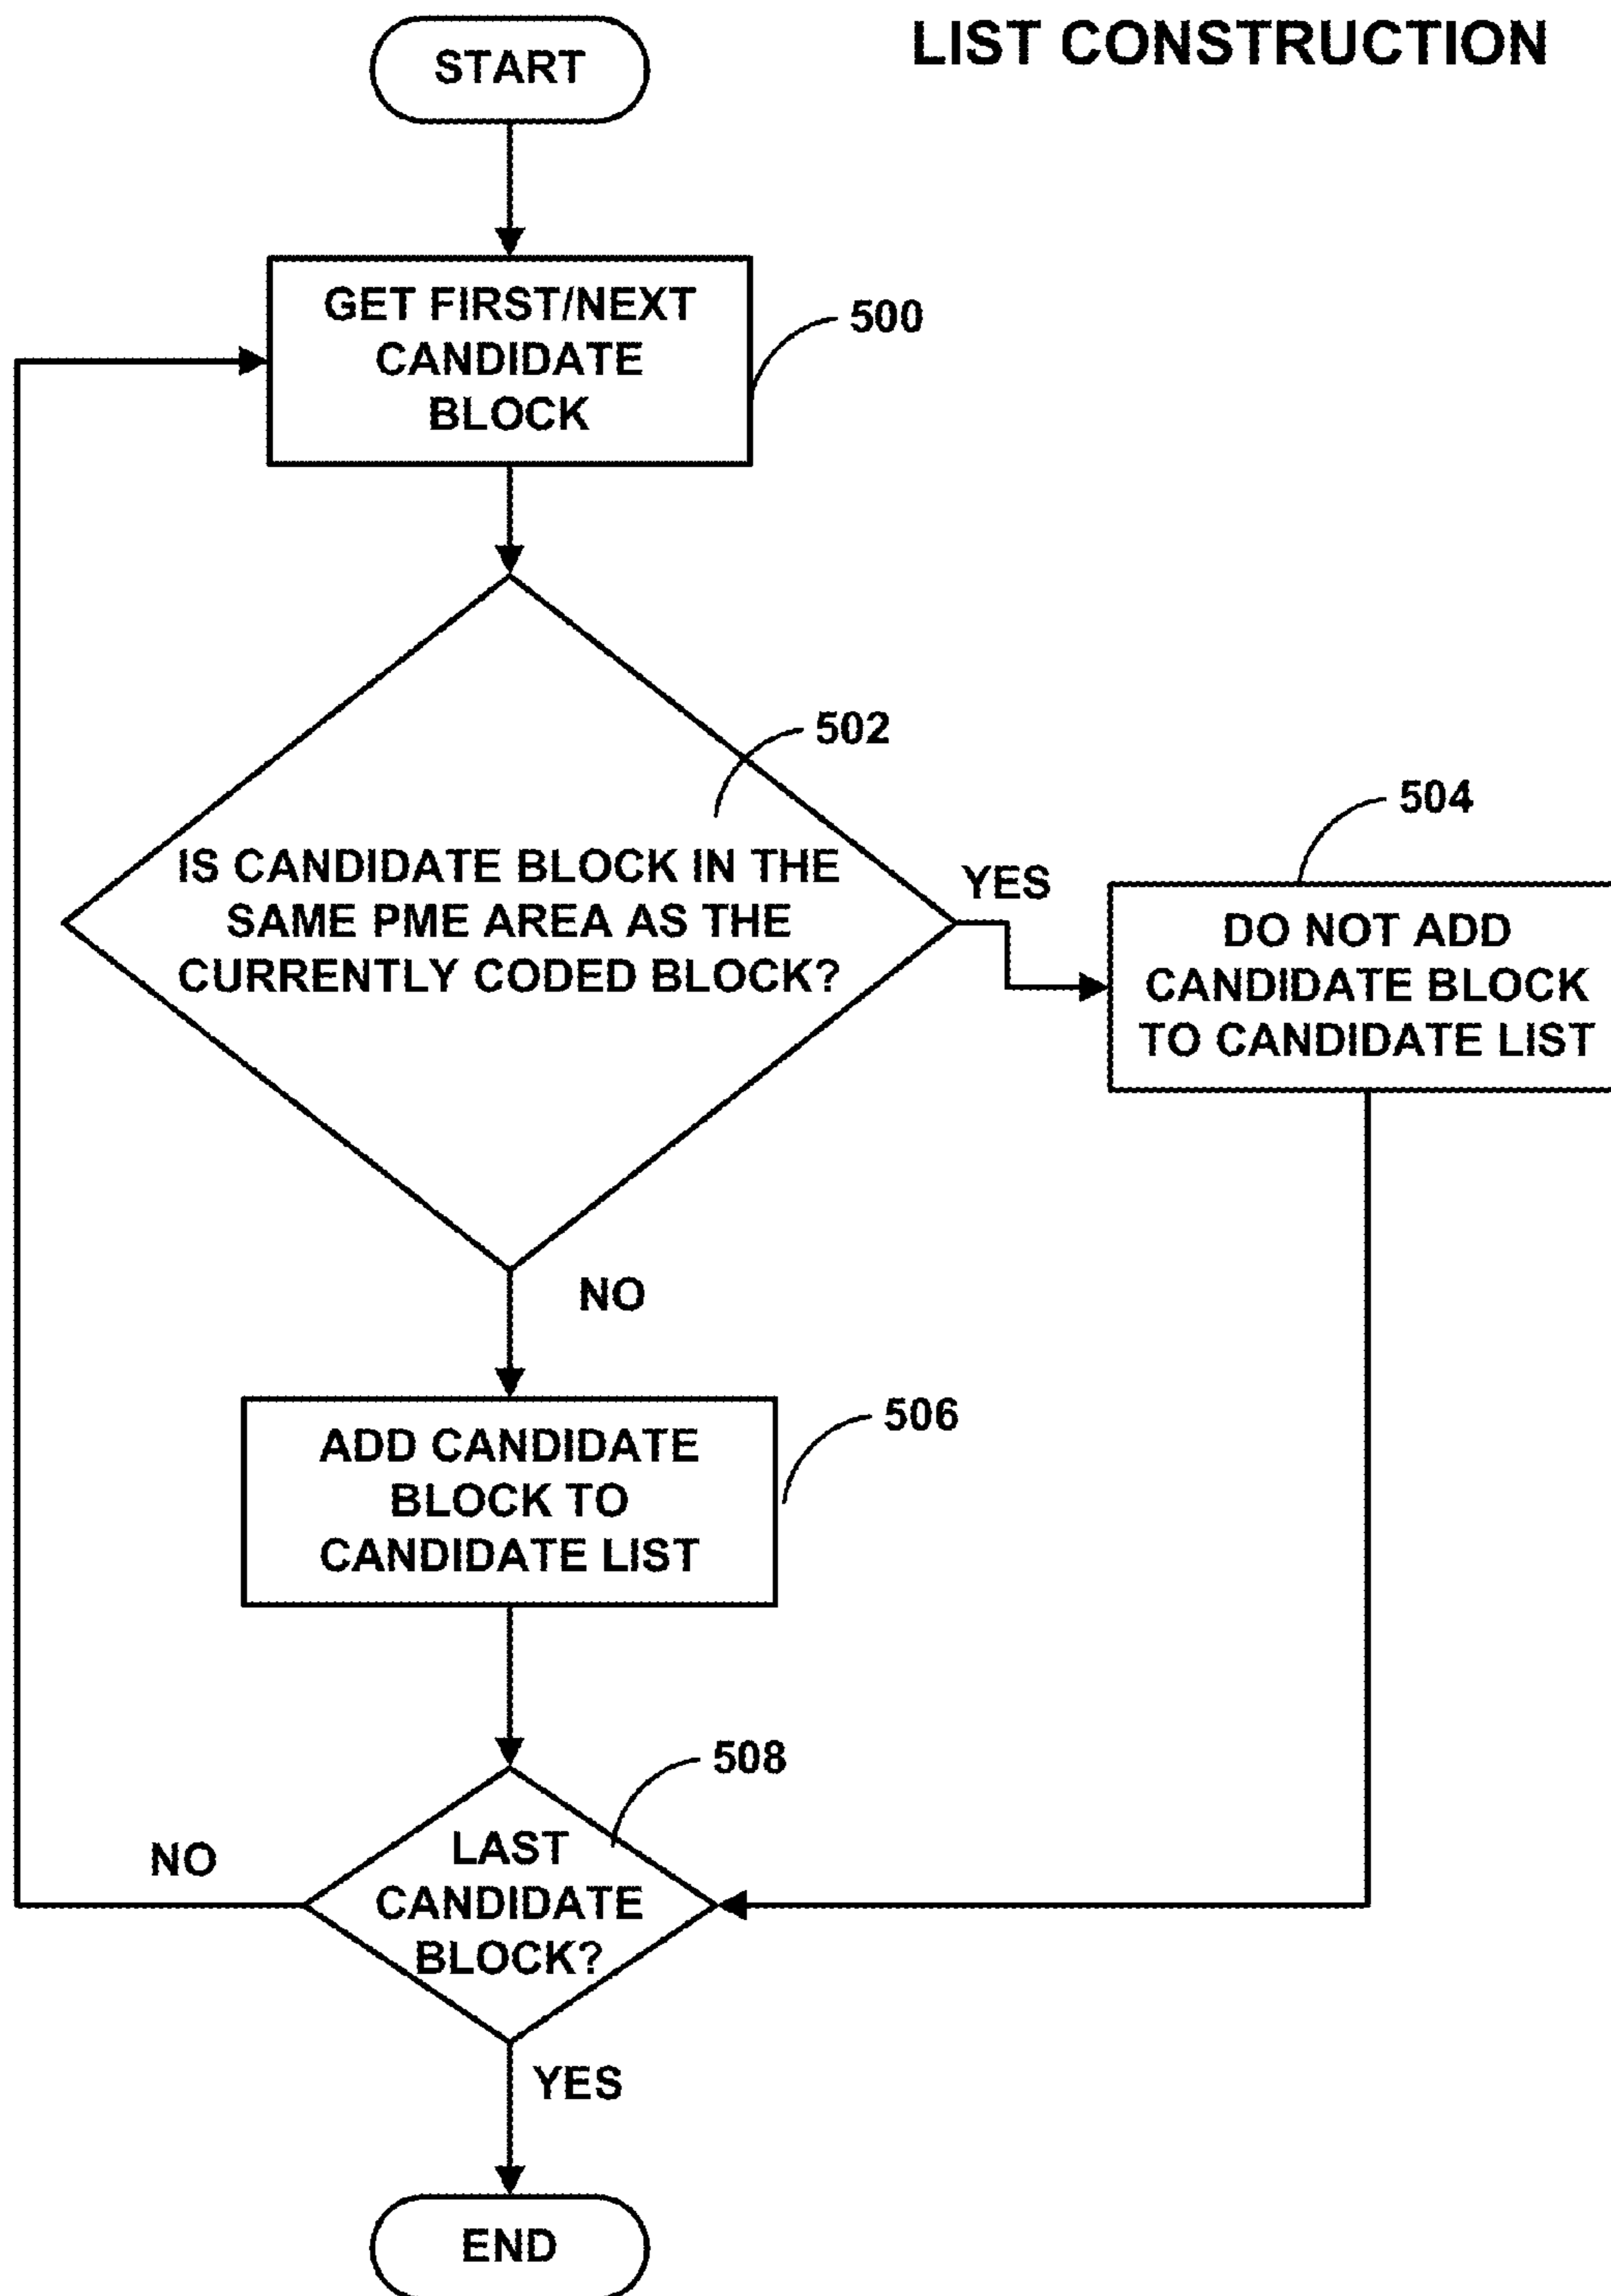 LIST CONSTRUCTION
START
GET FIRST/NEXT
CANDIDATE
BLOCK
500
502
IS CANDIDATE BLOCK IN THE
SAME PME AREA AS THE
CURRENTLY CODED BLOCK?
YES
504
DO NOT ADD
CANDIDATE BLOCK
TO CANDIDATE LIST
NO
506
ADD CANDIDATE
BLOCK TO
CANDIDATE LIST
508
NO
LAST
CANDIDATE
BLOCK?
YES
END